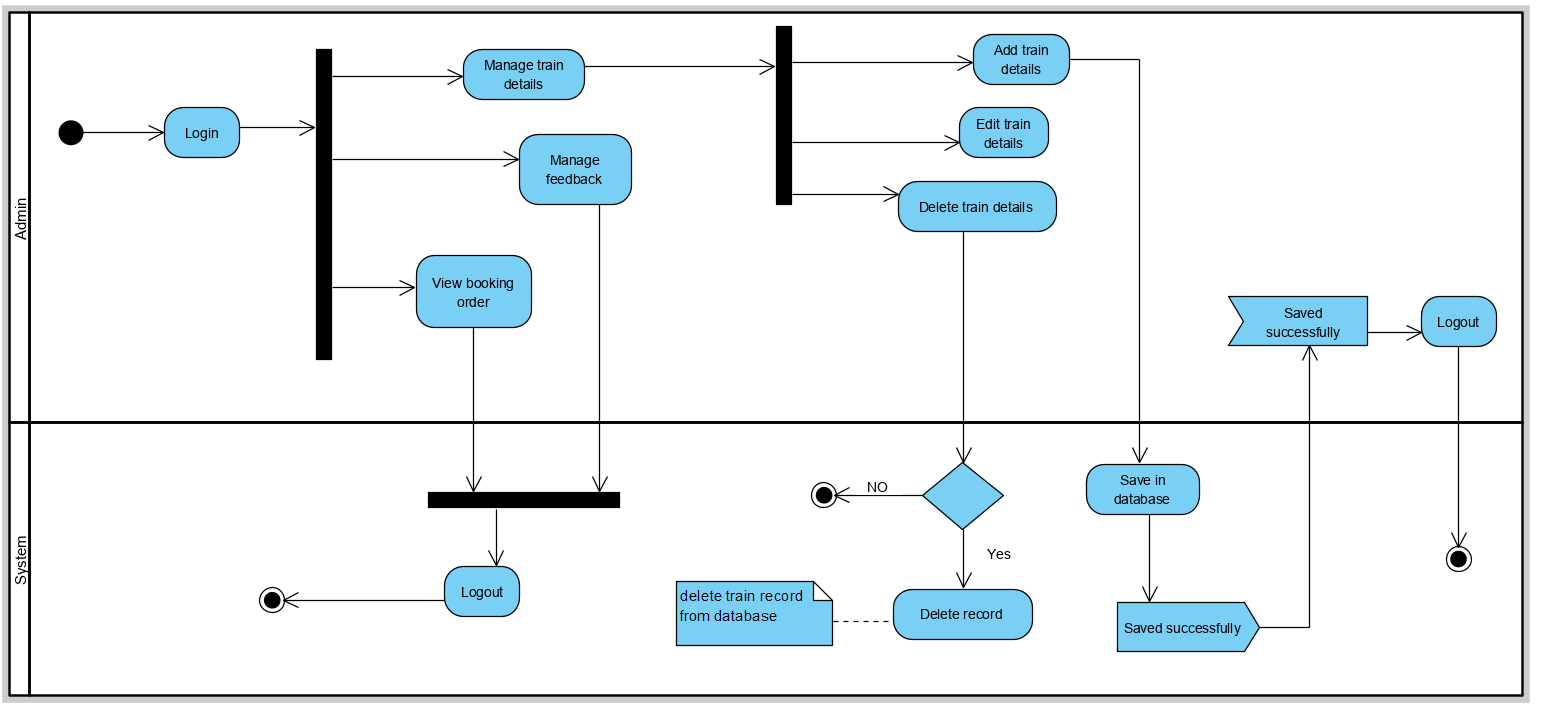 Admin
Login
Manage train
details
Manage
feedback
View booking
order
Add train
details
Edit train
details
Delete train details
Saved
successfully
Logout
System
Logout
NO
Yes
delete train record
from database
Delete record
Save in
database
Saved successfully